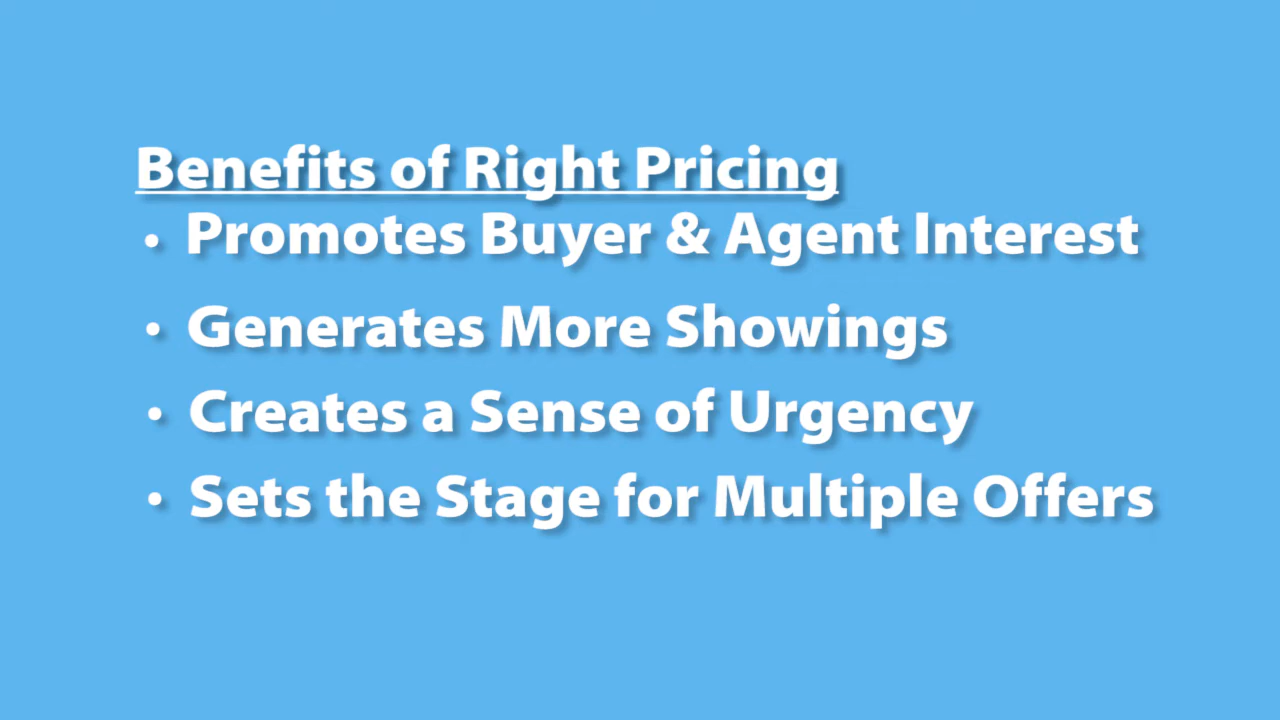 Benefits of Right Pricing
• Promotes Buyer & Agent Interest
• Generates More Showings
• Creates a Sense of Urgency
• Sets the Stage for Multiple Offers